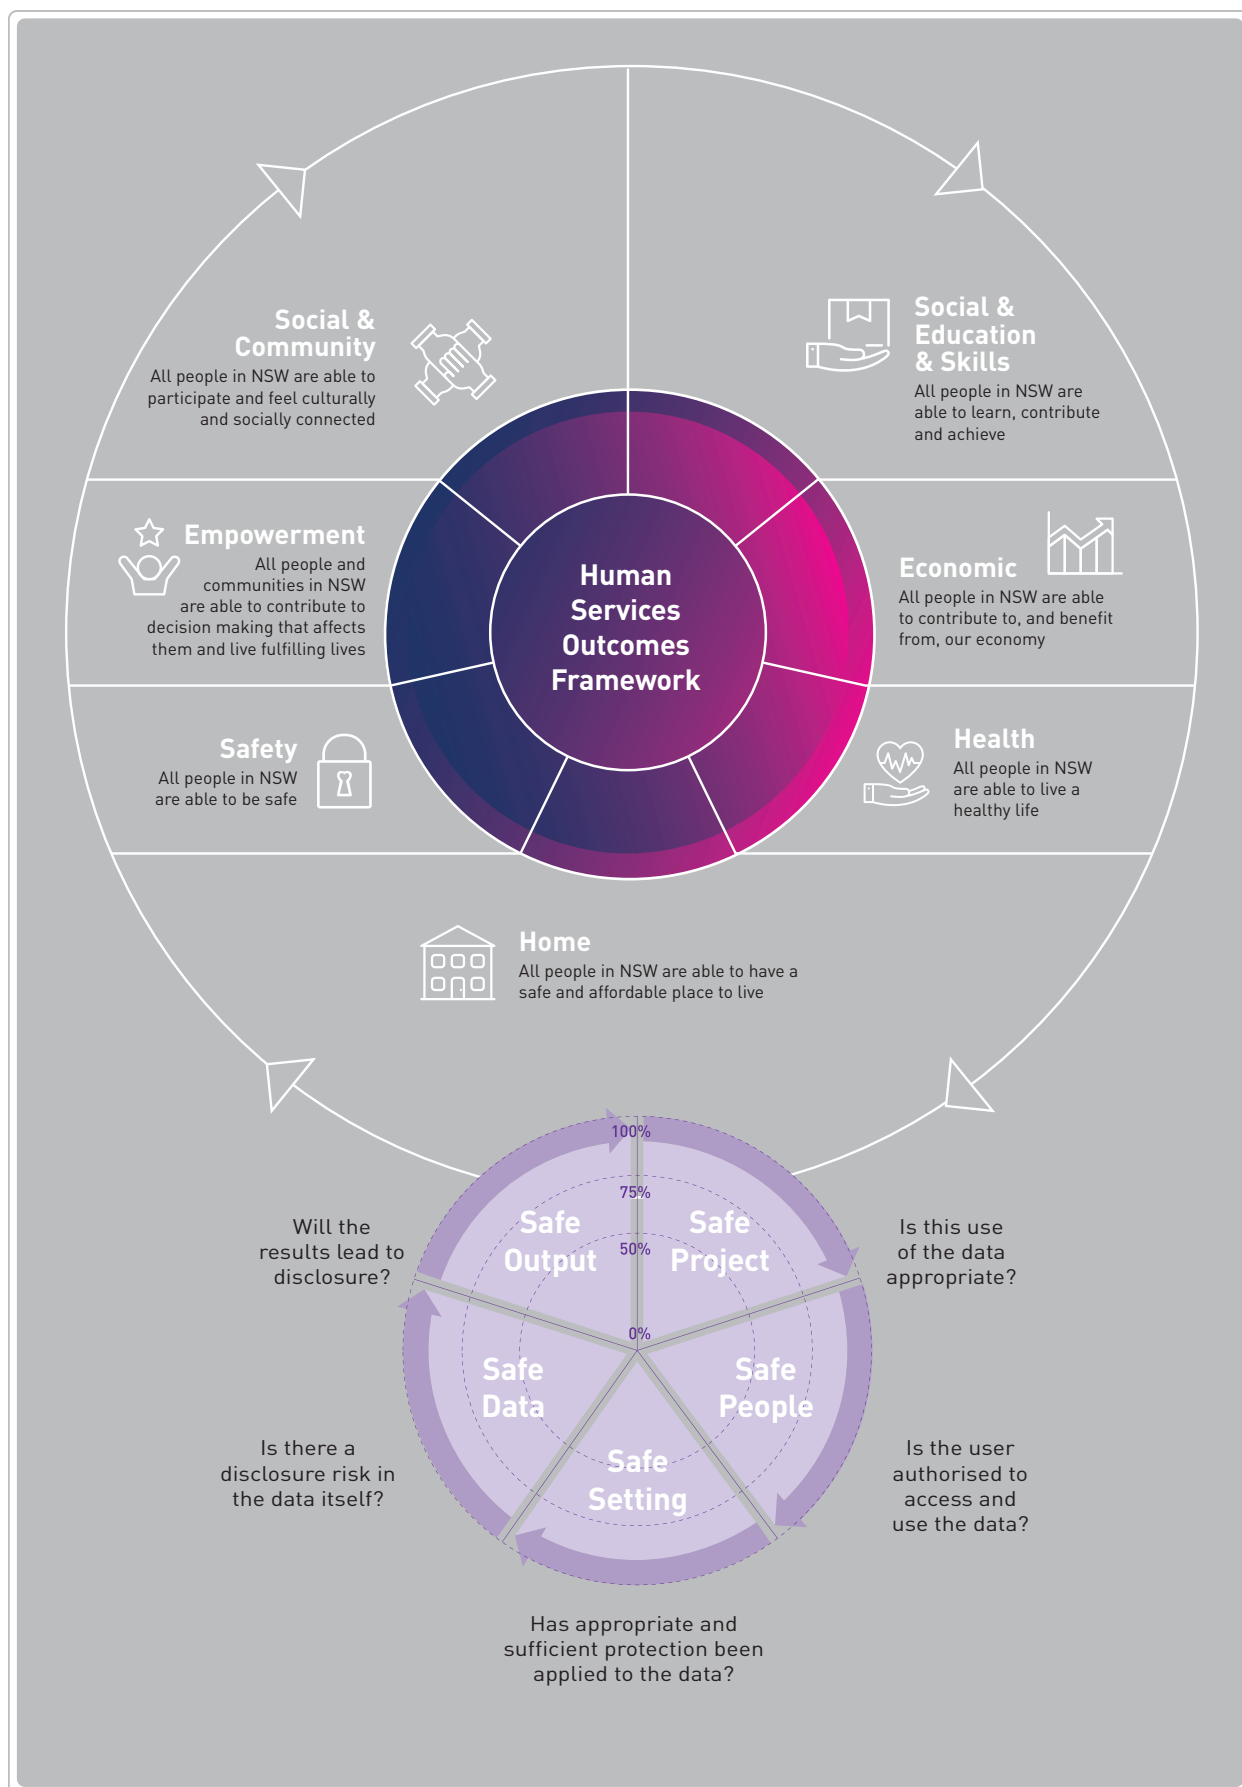 Social &
Community
All people in NSW are able to
participate and feel culturally
and socially connected
Social &
Education
& Skills
All people in NSW are
able to learn, contribute
and achieve
Empowerment
All people and
communities in NSW
are able to contribute to
decision making that affects
them and live fulfilling lives
Human
Services
Outcomes
Framework
Economic
All people in NSW are able
to contribute to, and benefit
from, our economy
Safety
All people in NSW
are able to be safe
Health
All people in NSW
are able to live a
healthy life
Home
All people in NSW are able to have a
safe and affordable place to live
100%
75%
50%
0%
Safe
Output
Safe
Project
Safe
Data
Safe
People
Safe
Setting
Will the
results lead to
disclosure?
Is this use
of the data
appropriate?
Is there a
disclosure risk in
the data itself?
Is the user
authorised to
access and
use the data?
Has appropriate and
sufficient protection been
applied to the data?